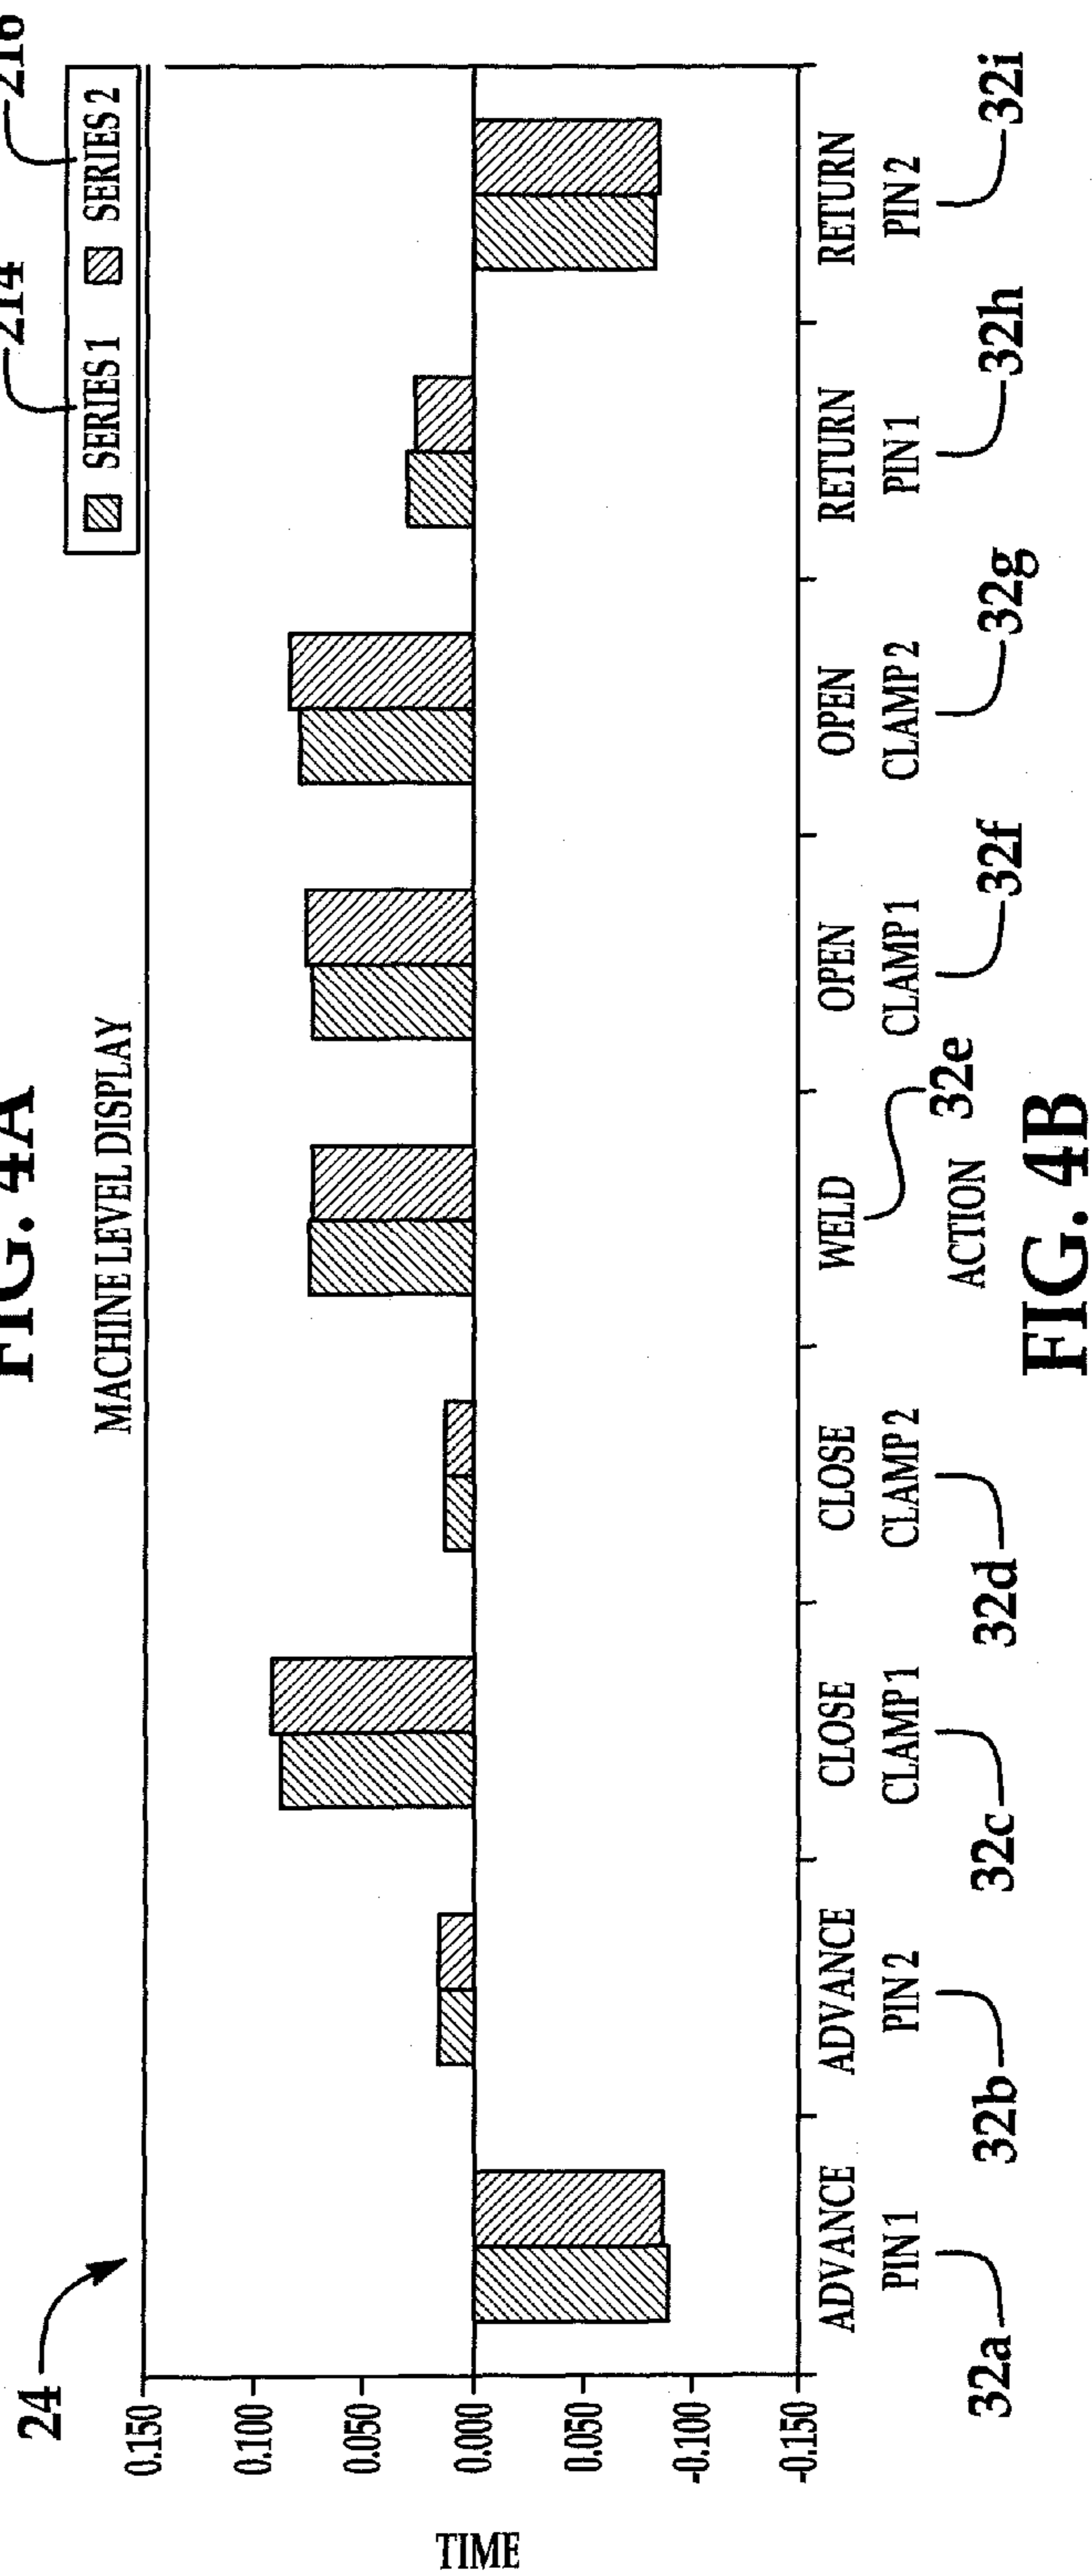 FIG. 4A
214
216
MACHINE LEVEL DISPLAY
SERIES 1 SERIES 2
24
0.150
0.100
0.050
0.000
0.050
-0.100
-0.150
TIME
ADVANCE PIN 1
ADVANCE PIN 2
CLOSE CLAMP 1
CLOSE CLAMP 2
WELD
OPEN CLAMP 1
OPEN CLAMP 2
RETURN PIN 1
RETURN PIN 2
32a
32b
32c
32d
32e
32f
32g
32h
32i
ACTION
FIG. 4B